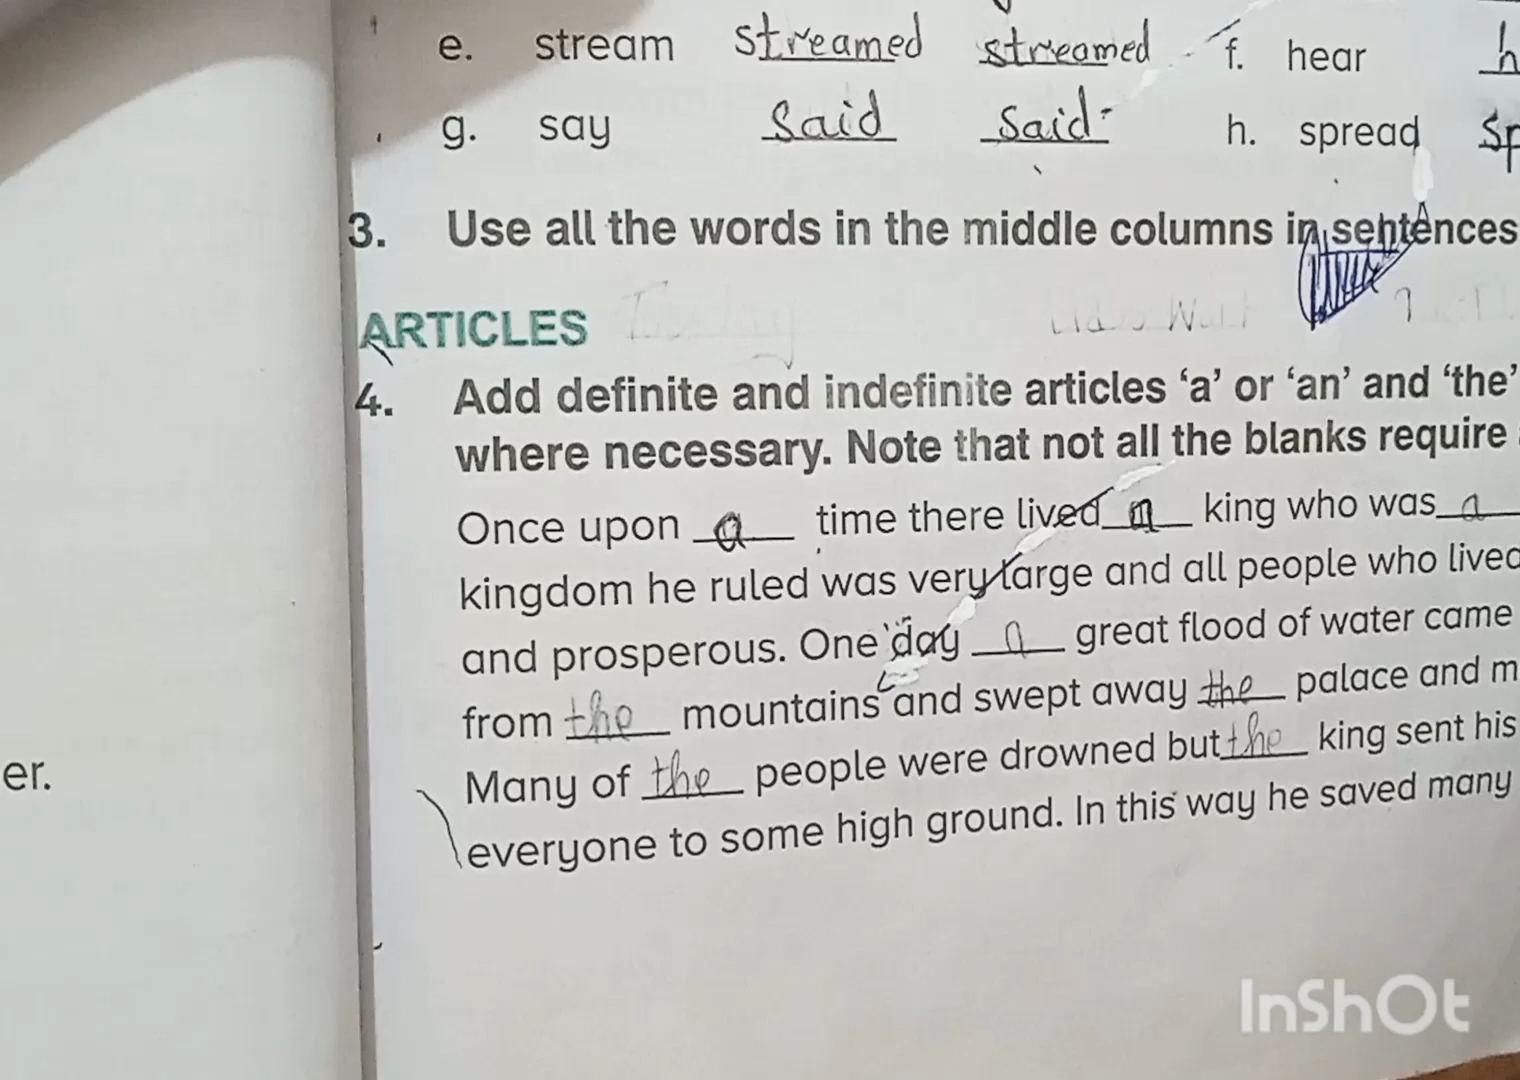 e. stream streamed streamed f. hear h
g. say said said h. spread sp
3. Use all the words in the middle columns in sentences
ARTICLES
4. Add definite and indefinite articles ‘a’ or ‘an’ and ‘the’
where necessary. Note that not all the blanks require
Once upon a time there lived a king who was a
kingdom he ruled was very large and all people who lived
and prosperous. One day a great flood of water came
from the mountains and swept away the palace and m
Many of the people were drowned but the king sent his
everyone to some high ground. In this way he saved many
er.
InShOt